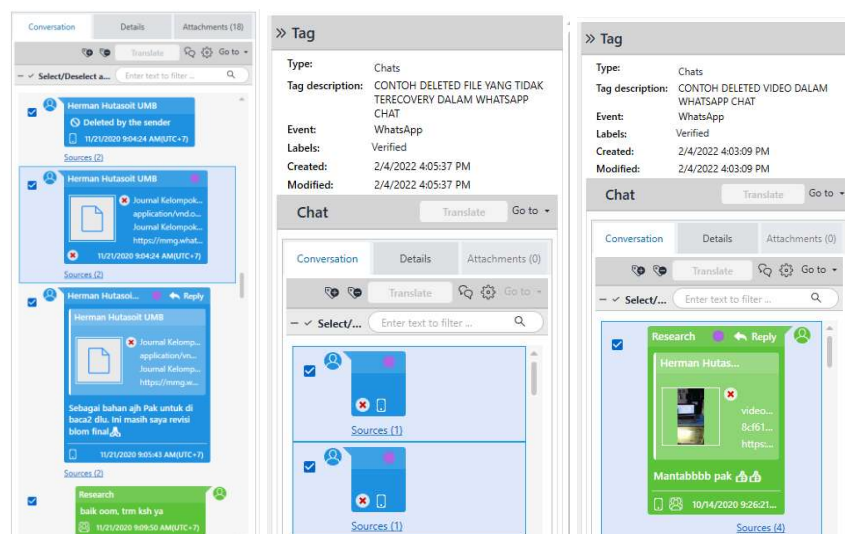 Conversation
Details
Attachments (18)
Translate
Go to
Select/Deselect a...
Enter text to filter ...
Herman Hutasoit UMB
Deleted by the sender
11/21/2020 9:04:24 AM(UTC+7)
Sources (2)
Herman Hutasoit UMB
Journal Kelompok...
application/vnd.o...
Journal Kelompok...
https://mmg.what...
11/21/2020 9:04:24 AM(UTC+7)
Sources (2)
Herman Hutasoi...
Reply
Herman Hutasoit UMB
Journal Kelomp...
application/vn...
Journal Kelomp...
https://mmg.w...
Sebagai bahan ajh Pak untuk di
baca2 dlu. Ini masih saya revisi
blom final🙏
11/21/2020 9:05:43 AM(UTC+7)
Sources (2)
Research
baik oom, trm ksh ya
11/21/2020 9:09:50 AM(UTC+7)
» Tag
Type: Chats
Tag description: CONTOH DELETED FILE YANG TIDAK
TERECOVERY DALAM WHATSAPP
CHAT
Event: WhatsApp
Labels: Verified
Created: 2/4/2022 4:05:37 PM
Modified: 2/4/2022 4:05:37 PM
Chat
Translate
Go to
Conversation
Details
Attachments (0)
Translate
Go to
Select/...
Enter text to filter ...
Sources (1)
Sources (1)
» Tag
Type: Chats
Tag description: CONTOH DELETED VIDEO DALAM
WHATSAPP CHAT
Event: WhatsApp
Labels: Verified
Created: 2/4/2022 4:03:09 PM
Modified: 2/4/2022 4:03:09 PM
Chat
Translate
Go to
Conversation
Details
Attachments (0)
Translate
Go to
Select/...
Enter text to filter ...
Research
Reply
Herman Hutas...
video...
8cf61...
https:...
Mantabbbb pak 👍👍
10/14/2020 9:26:21...
Sources (4)